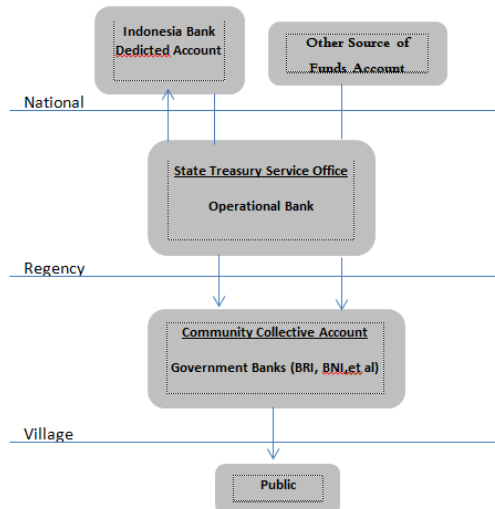 Indonesia Bank
Dedicted Account
Other Source of
Funds Account
National
State Treasury Service Office
Operational Bank
Regency
Community Collective Account
Government Banks (BRI, BNI,et al)
Village
Public